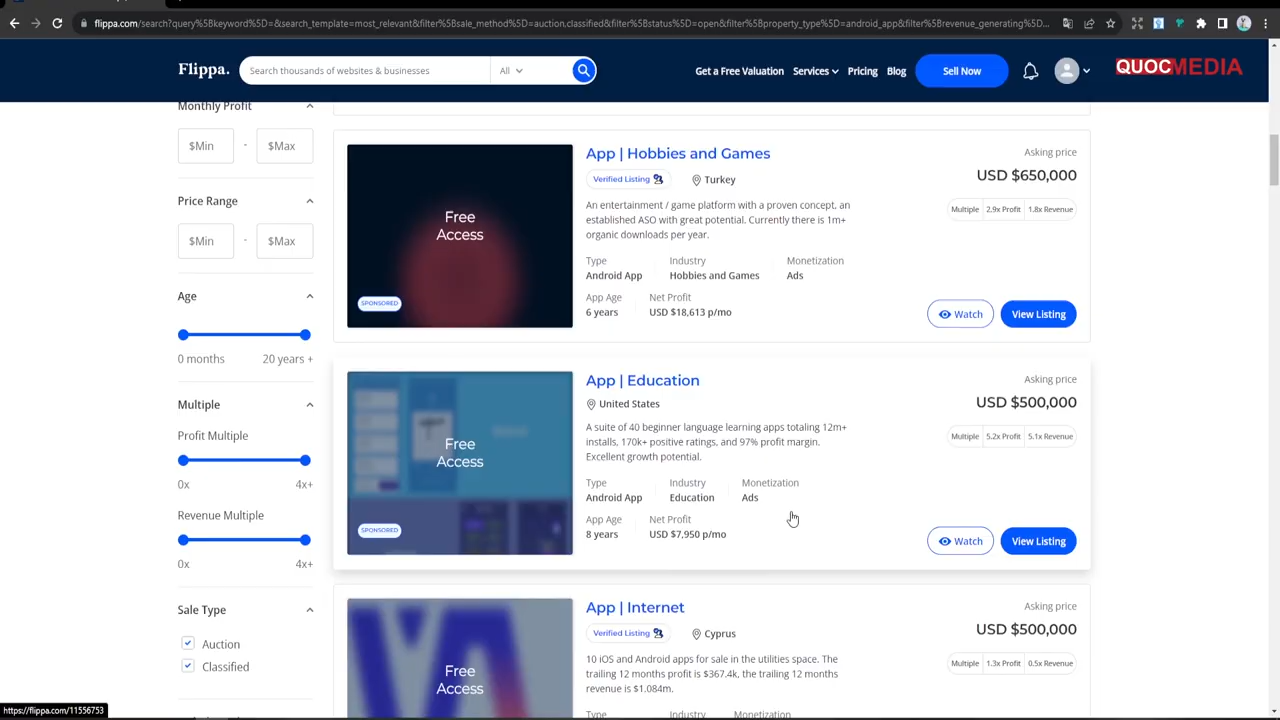 flippa.com/search?query%5Bkeyword%5D=&search_template=most_relevant&filter%5Bsale_method%5D=auction,classified&filter%5Bstatus%5D=open&filter%5Bproperty_type%5D=android_app&filter%5Brevenue_generating%5D=...
Flippa.
Search thousands of websites & businesses
All
Get a Free Valuation
Services
Pricing
Blog
Sell Now
QUOCMEDIA
Monthly Profit
$Min - $Max
Price Range
$Min - $Max
Age
0 months 20 years +
Multiple
Profit Multiple
0x 4x+
Revenue Multiple
0x 4x+
Sale Type
Auction
Classified
Free
Access
SPONSORED
App | Hobbies and Games
Verified Listing Turkey
An entertainment / game platform with a proven concept, an
established ASO with great potential. Currently there is 1m+
organic downloads per year.
Type Industry Monetization
Android App Hobbies and Games Ads
App Age Net Profit
6 years USD $18,613 p/mo
Asking price
USD $650,000
Multiple 2.9x Profit 1.8x Revenue
Watch View Listing
Free
Access
SPONSORED
App | Education
United States
A suite of 40 beginner language learning apps totaling 12m+
installs, 170k+ positive ratings, and 97% profit margin.
Excellent growth potential.
Type Industry Monetization
Android App Education Ads
App Age Net Profit
8 years USD $7,950 p/mo
Asking price
USD $500,000
Multiple 5.2x Profit 5.1x Revenue
Watch View Listing
Free
Access
App | Internet
Verified Listing Cyprus
10 iOS and Android apps for sale in the utilities space. The
trailing 12 months profit is $367.4k, the trailing 12 months
revenue is $1.084m.
Type Industry Monetization
Asking price
USD $500,000
Multiple 1.3x Profit 0.5x Revenue
https://flippa.com/11556753